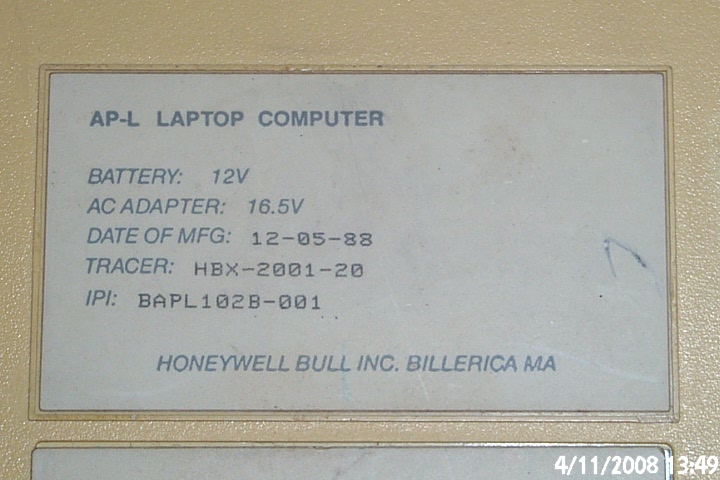 AP-L LAPTOP COMPUTER
BATTERY: 12V
AC ADAPTER: 16.5V
DATE OF MFG: 12-05-88
TRACER: HBX-2001-20
IPI: BAPL102B-001
HONEYWELL BULL INC. BILLERICA MA
4/11/2008 13:49